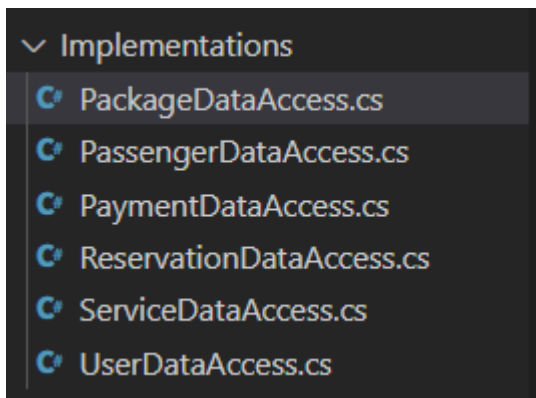 Implementations
C# PackageDataAccess.cs
C# PassengerDataAccess.cs
C# PaymentDataAccess.cs
C# ReservationDataAccess.cs
C# ServiceDataAccess.cs
C# UserDataAccess.cs